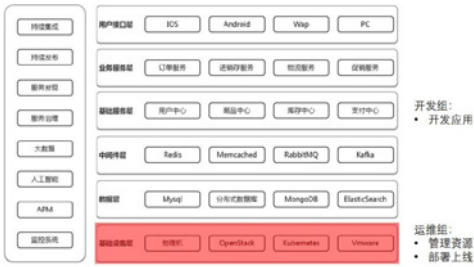 持续集成
持续发布
服务发现
服务治理
大数据
人工智能
APM
监控系统
用户接口层 IOS Android Wap PC
业务服务层 订单服务 进销存服务 物流服务 促销服务
基础服务层 用户中心 商品中心 库存中心 支付中心
中间件层 Redis Memcached RabbitMQ Kafka
数据层 Mysql 分布式数据库 MongoDB ElasticSearch
基础设施层 物理机 OpenStack Kubernetes Vmware
开发组:
• 开发应用
运维组:
• 管理资源
• 部署上线